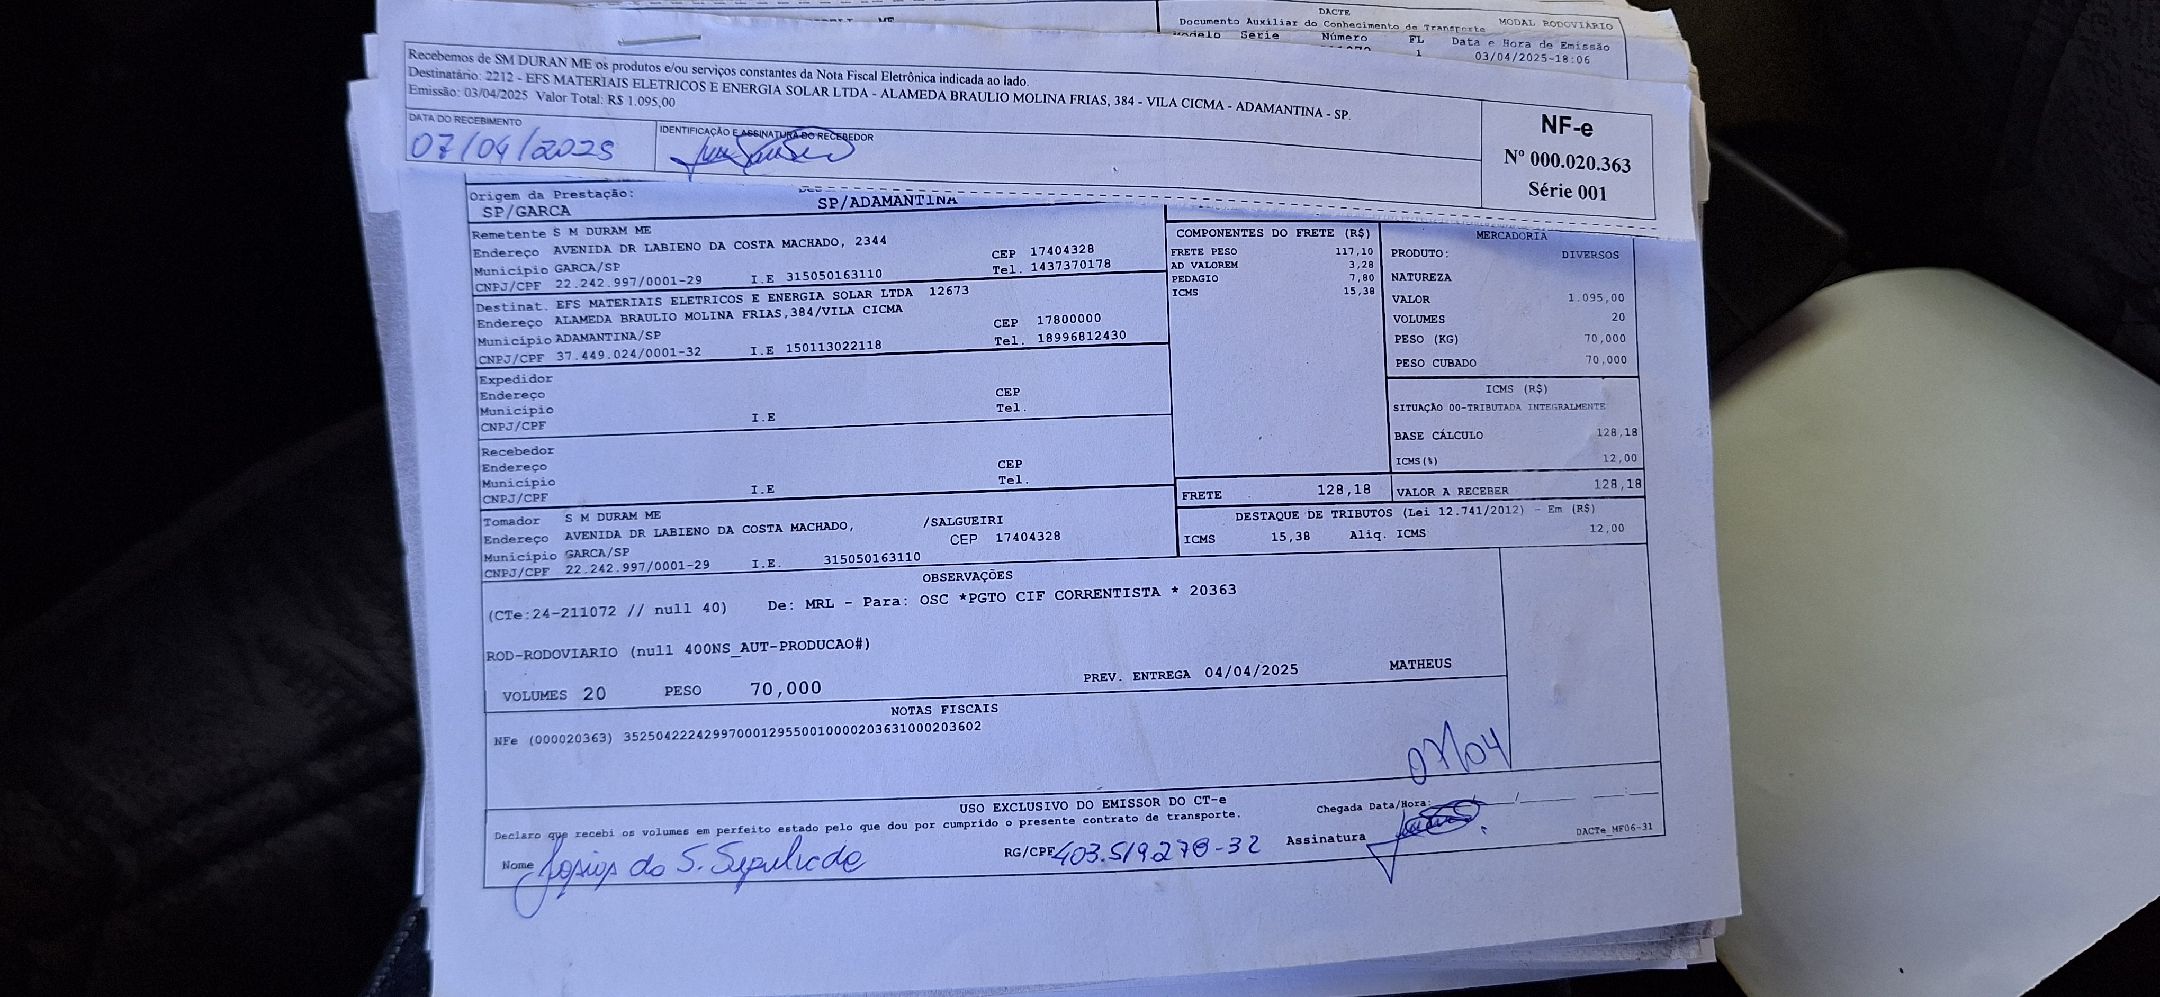 DACTE
Documento Auxiliar do Conhecimento de Transporte MODAL RODOVIÁRIO
Modelo Serie Número FL Data e Hora de Emissão
1 03/04/2025-18:06
Recebemos de SM DURAN ME os produtos e/ou serviços constantes da Nota Fiscal Eletrônica indicada ao lado.
Destinatário: 2212 - EFS MATERIAIS ELETRICOS E ENERGIA SOLAR LTDA - ALAMEDA BRAULIO MOLINA FRIAS, 384 - VILA CICMA - ADAMANTINA - SP.
Emissão: 03/04/2025 Valor Total: R$ 1.095,00
DATA DO RECEBIMENTO
07/04/2025
IDENTIFICAÇÃO E ASSINATURA DO RECEBEDOR
NF-e
Nº 000.020.363
Série 001
Origem da Prestação:
SP/GARCA SP/ADAMANTINA
Remetente S M DURAM ME
Endereço AVENIDA DR LABIENO DA COSTA MACHADO, 2344 CEP 17404328
Município GARCA/SP Tel. 1437370178
CNPJ/CPF 22.242.997/0001-29 I.E 315050163110
Destinat. EFS MATERIAIS ELETRICOS E ENERGIA SOLAR LTDA 12673
Endereço ALAMEDA BRAULIO MOLINA FRIAS,384/VILA CICMA CEP 17800000
Município ADAMANTINA/SP Tel. 18996812430
CNPJ/CPF 37.449.024/0001-32 I.E 150113022118
Expedidor
Endereço CEP
Município Tel.
CNPJ/CPF I.E
Recebedor
Endereço CEP
Município Tel.
CNPJ/CPF I.E
Tomador S M DURAM ME
Endereço AVENIDA DR LABIENO DA COSTA MACHADO, /SALGUEIRI
Município GARCA/SP CEP 17404328
CNPJ/CPF 22.242.997/0001-29 I.E. 315050163110
COMPONENTES DO FRETE (R$)
FRETE PESO 117,10
AD VALOREM 3,28
PEDAGIO 7,80
ICMS 15,38
MERCADORIA
PRODUTO: DIVERSOS
NATUREZA
VALOR 1.095,00
VOLUMES 20
PESO (KG) 70,000
PESO CUBADO 70,000
ICMS (R$)
SITUAÇÃO 00-TRIBUTADA INTEGRALMENTE
BASE CÁLCULO 128,18
ICMS(%) 12,00
FRETE 128,18 VALOR A RECEBER 128,18
DESTAQUE DE TRIBUTOS (Lei 12.741/2012) - Em (R$)
ICMS 15,38 Aliq. ICMS 12,00
OBSERVAÇÕES
(CTe:24-211072 // null 40) De: MRL - Para: OSC *PGTO CIF CORRENTISTA * 20363
ROD-RODOVIARIO (null 400NS_AUT-PRODUCAO#)
VOLUMES 20 PESO 70,000 PREV. ENTREGA 04/04/2025 MATHEUS
NOTAS FISCAIS
NFe (000020363) 35250422242997000129550010000203631000203602
07/04
USO EXCLUSIVO DO EMISSOR DO CT-e
Declaro que recebi os volumes em perfeito estado pelo que dou por cumprido o presente contrato de transporte.
Chegada Data/Hora:
Nome Josias do S. Sepulvede RG/CPF 403.519.278-32 Assinatura
DACTe_MF06-31